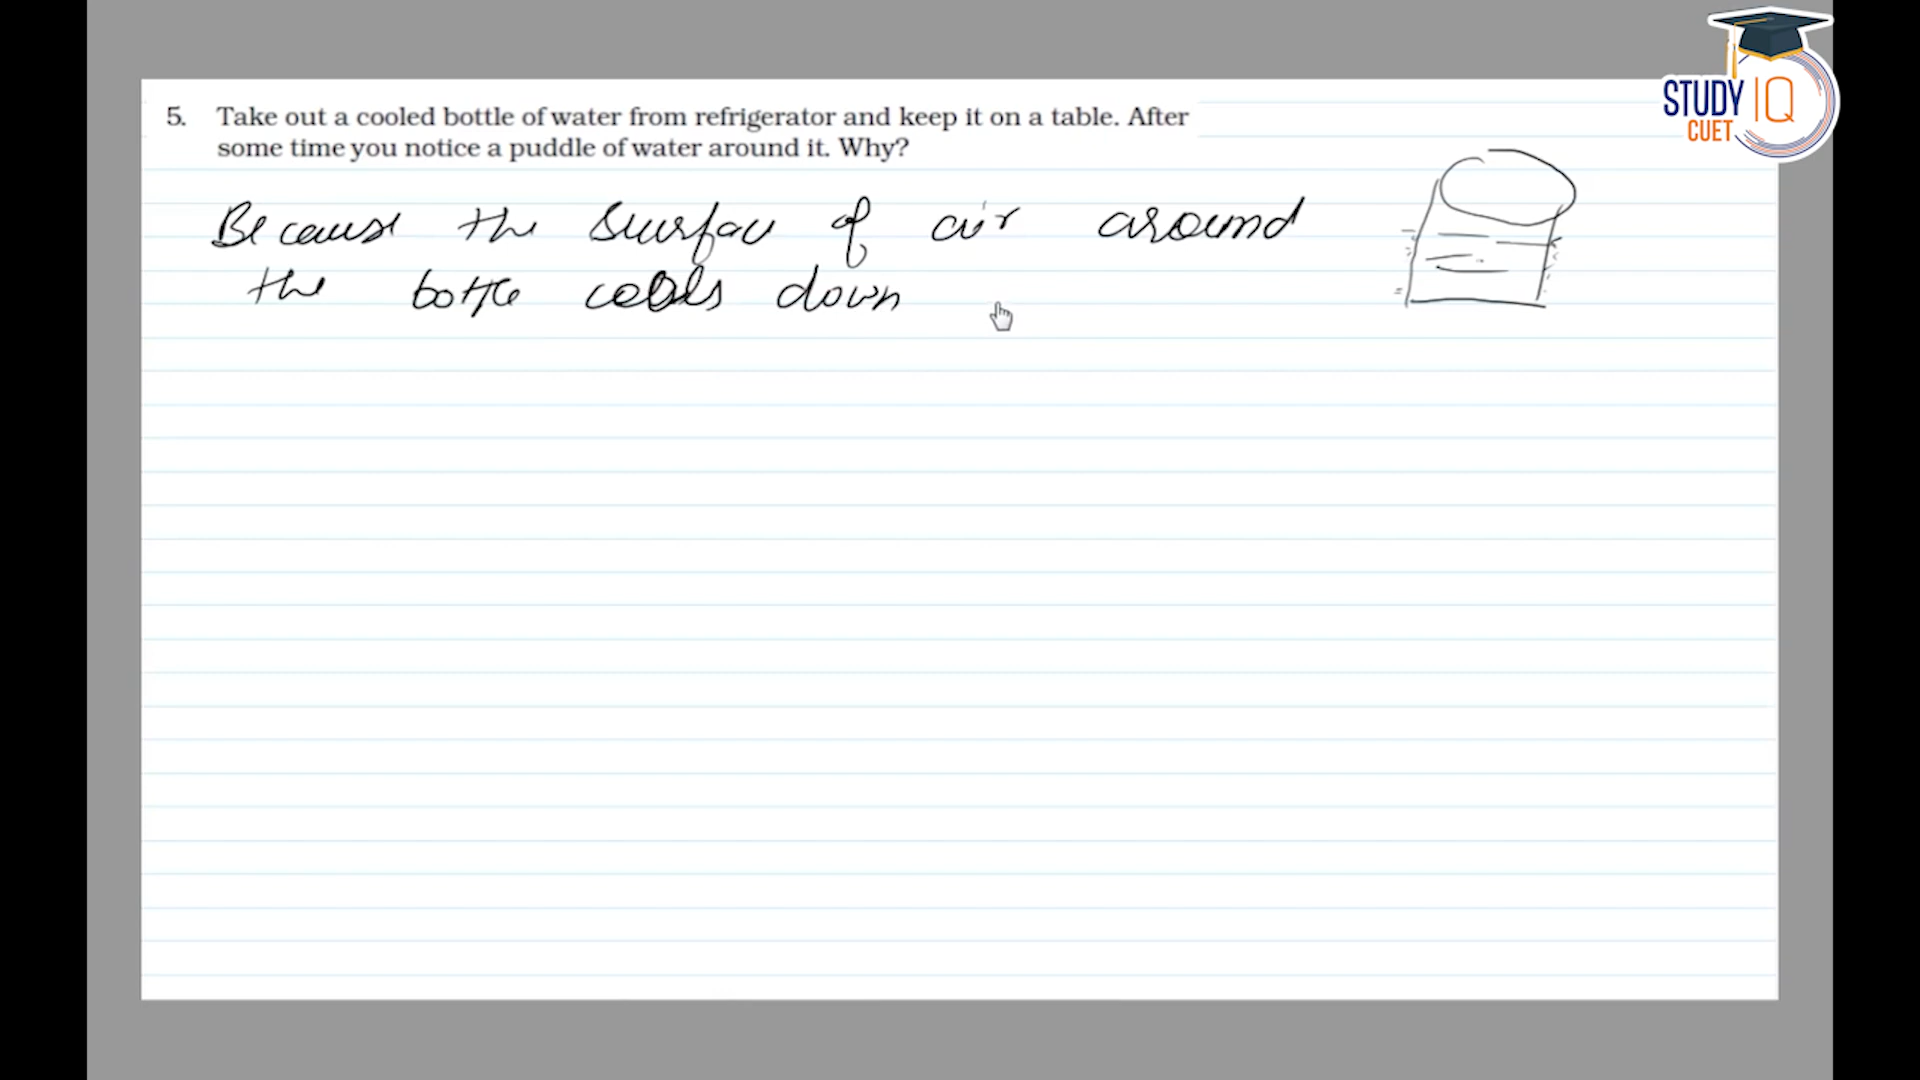 STUDY IQ
CUET
5. Take out a cooled bottle of water from refrigerator and keep it on a table. After
some time you notice a puddle of water around it. Why?
Because the surface of air around
the bottle cools down